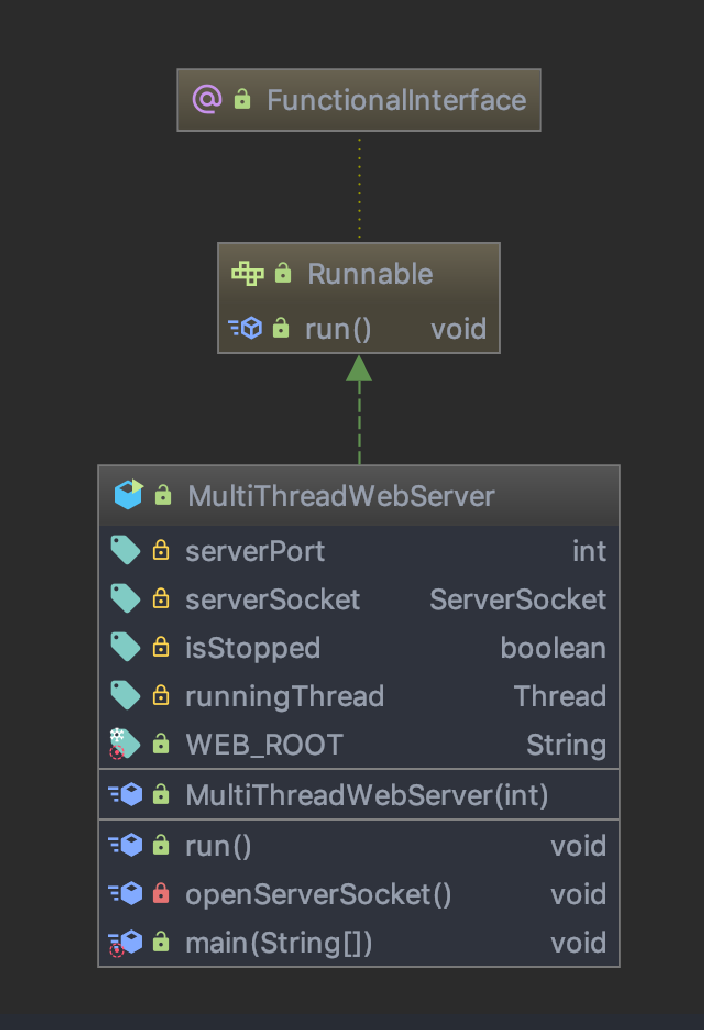 FunctionalInterface
Runnable
run() void
MultiThreadWebServer
serverPort int
serverSocket ServerSocket
isStopped boolean
runningThread Thread
WEB_ROOT String
MultiThreadWebServer(int)
run() void
openServerSocket() void
main(String[]) void